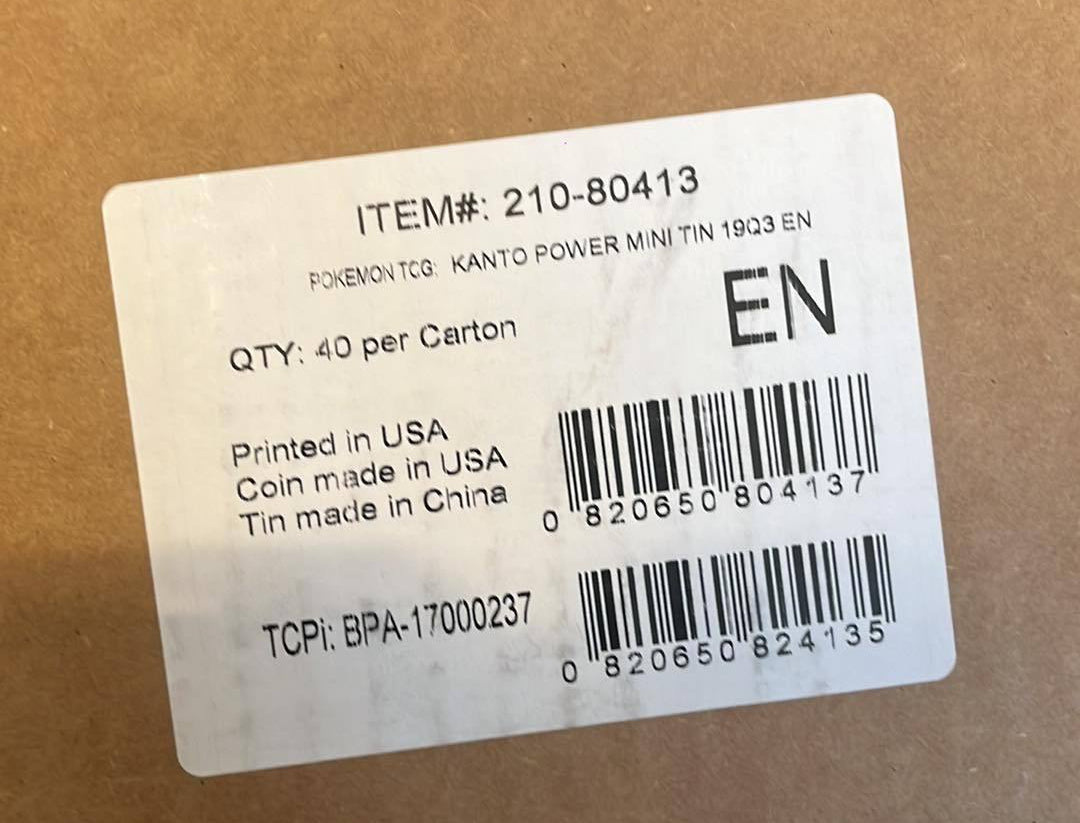 ITEM#: 210-80413
POKEMON TCG: KANTO POWER MINI TIN 19Q3 EN
EN
QTY: 40 per Carton
Printed in USA
Coin made in USA
Tin made in China
0 820650 804137
TCPi: BPA-17000237
0 820650 824135